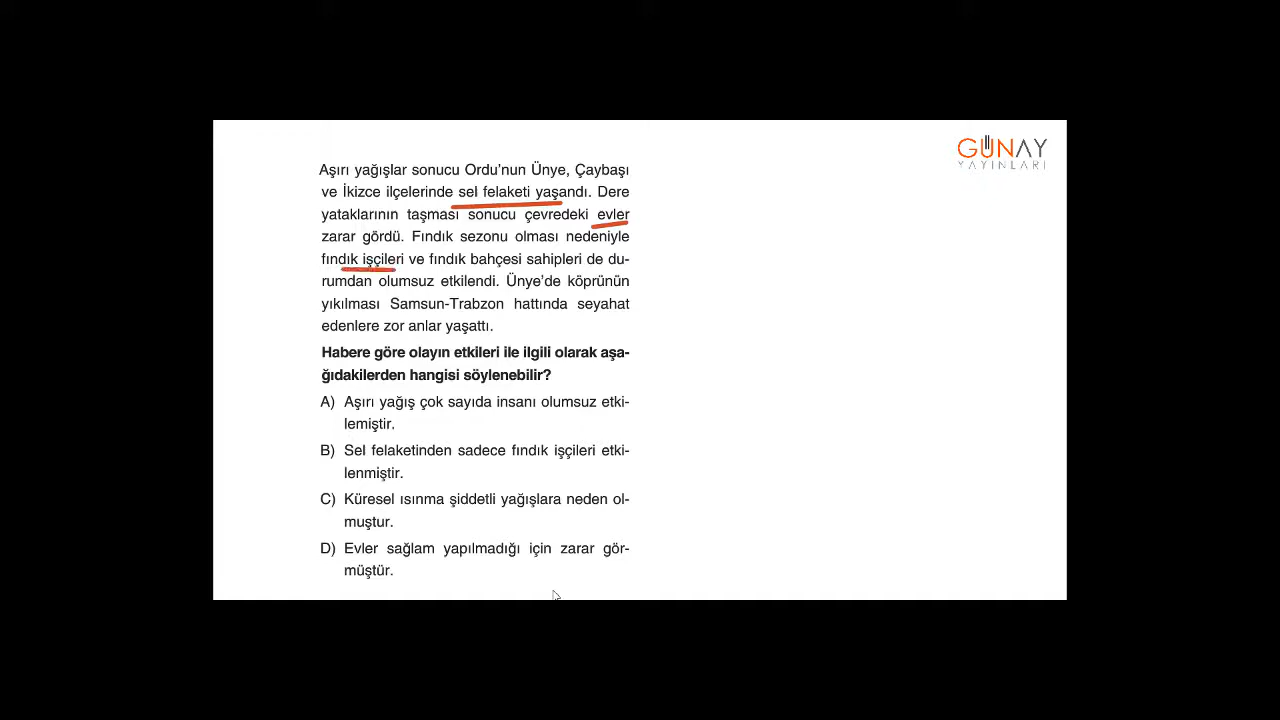 GÜNAY
YAYINLARI
Aşırı yağışlar sonucu Ordu'nun Ünye, Çaybaşı
ve İkizce ilçelerinde sel felaketi yaşandı. Dere
yataklarının taşması sonucu çevredeki evler
zarar gördü. Fındık sezonu olması nedeniyle
fındık işçileri ve fındık bahçesi sahipleri de du-
rumdan olumsuz etkilendi. Ünye'de köprünün
yıkılması Samsun-Trabzon hattında seyahat
edenlere zor anlar yaşattı.
Habere göre olayın etkileri ile ilgili olarak aşa-
ğıdakilerden hangisi söylenebilir?
A) Aşırı yağış çok sayıda insanı olumsuz etki-
lemiştir.
B) Sel felaketinden sadece fındık işçileri etki-
lenmiştir.
C) Küresel ısınma şiddetli yağışlara neden ol-
muştur.
D) Evler sağlam yapılmadığı için zarar gör-
müştür.